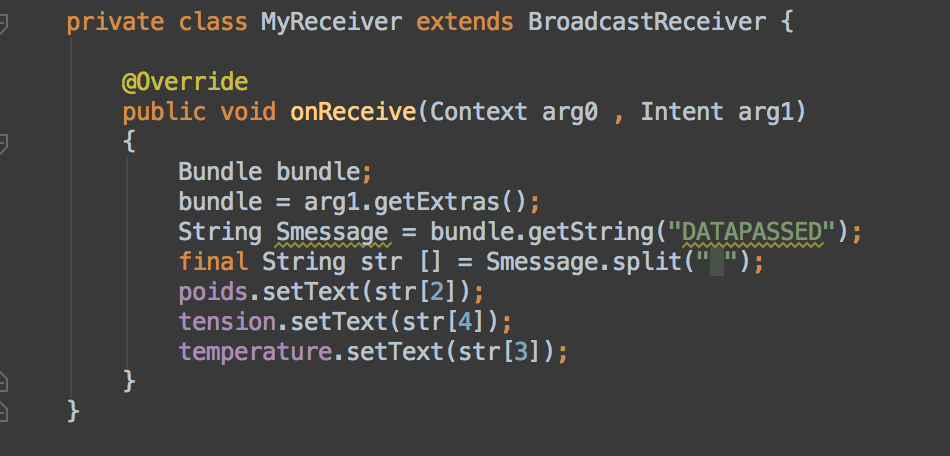 private class MyReceiver extends BroadcastReceiver {
@Override
public void onReceive(Context arg0 , Intent arg1)
{
Bundle bundle;
bundle = arg1.getExtras();
String Smessage = bundle.getString("DATAPASSED");
final String str [] = Smessage.split(" ");
poids.setText(str[2]);
tension.setText(str[4]);
temperature.setText(str[3]);
}
}